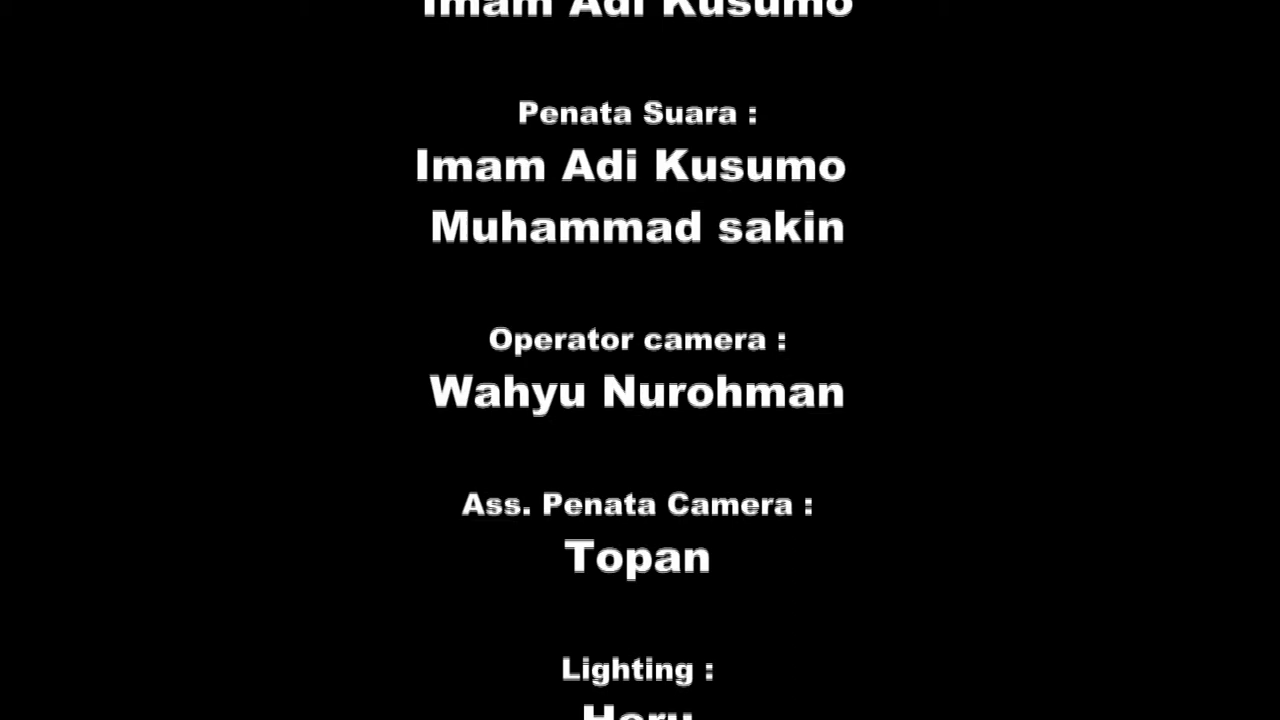 Imam Adi Kusumo
Penata Suara :
Imam Adi Kusumo
Muhammad sakin
Operator camera :
Wahyu Nurohman
Ass. Penata Camera :
Topan
Lighting :
Heru